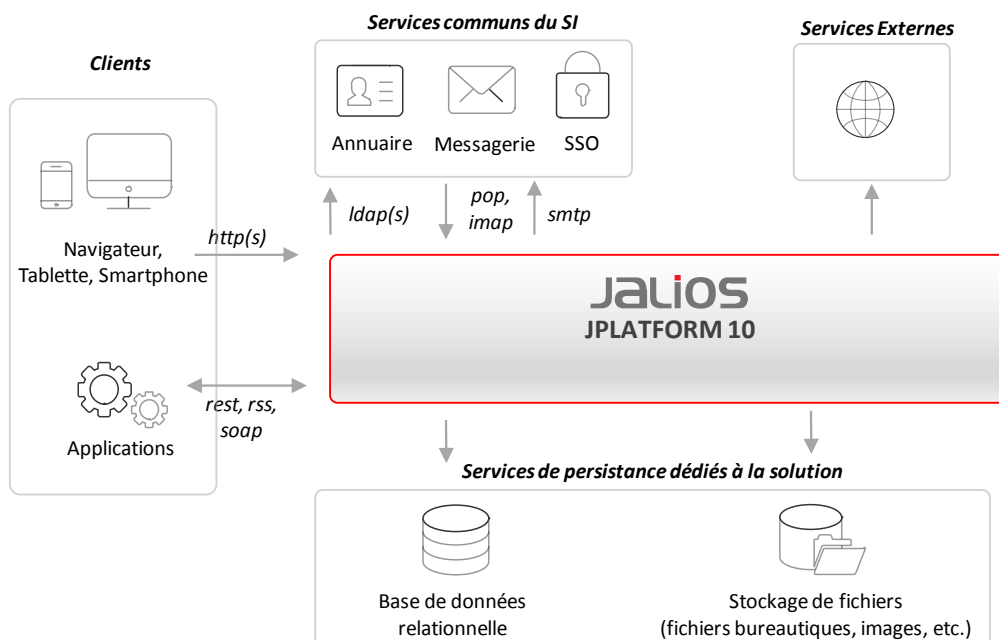 Services communs du SI
Services Externes
Clients
Annuaire
Messagerie
SSO
ldap(s)
pop,
imap
smtp
http(s)
Navigateur,
Tablette, Smartphone
JALIOS
JPLATFORM 10
rest, rss,
soap
Applications
Services de persistance dédiés à la solution
Base de données
relationnelle
Stockage de fichiers
(fichiers bureautiques, images, etc.)